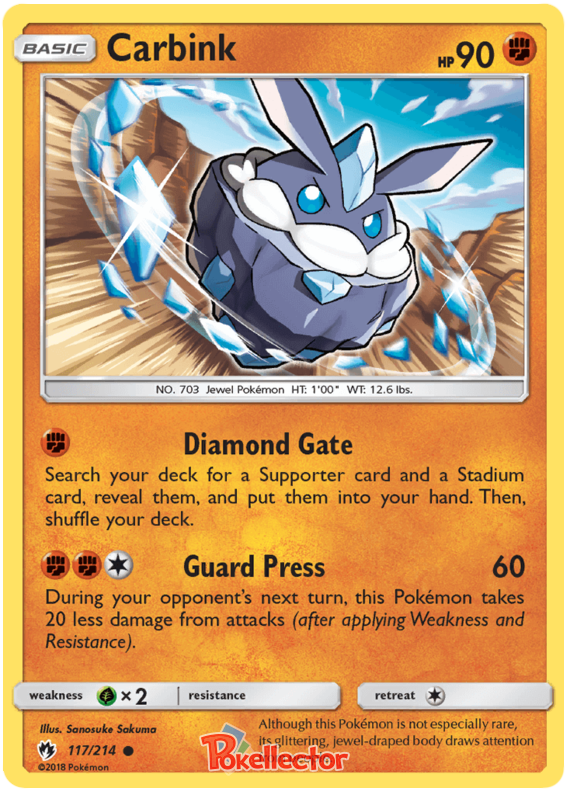 BASIC Carbink HP 90
NO. 703 Jewel Pokémon HT: 1'00" WT: 12.6 lbs.
Diamond Gate
Search your deck for a Supporter card and a Stadium
card, reveal them, and put them into your hand. Then,
shuffle your deck.
Guard Press 60
During your opponent's next turn, this Pokémon takes
20 less damage from attacks (after applying Weakness and
Resistance).
weakness ×2 resistance retreat
Illus. Sanosuke Sakuma
117/214
©2018 Pokémon
Although this Pokémon is not especially rare,
its glittering, jewel-draped body draws attention
Pokellector